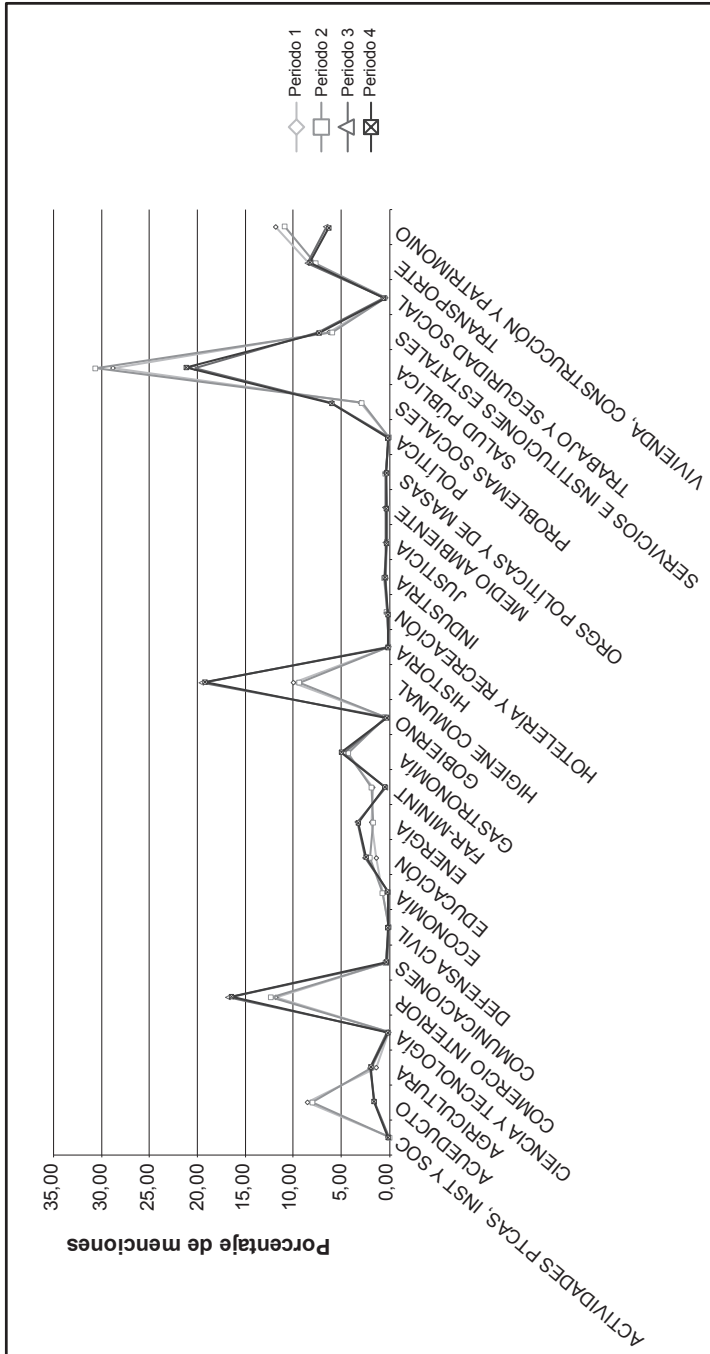 Porcentaje de menciones
35,00
30,00
25,00
20,00
15,00
10,00
5,00
0,00
ACTIVIDADES PTCAS, INST Y SOC
ACUEDUCTO
AGRICULTURA
CIENCIA Y TECNOLOGÍA
COMERCIO INTERIOR
COMUNICACIONES
DEFENSA CIVIL
ECONOMÍA
EDUCACIÓN
ENERGÍA
FAR-MININT
GASTRONOMÍA
GOBIERNO
HIGIENE COMUNAL
HISTORIA
HOTELERÍA Y RECREACIÓN
INDUSTRIA
JUSTICIA
MEDIO AMBIENTE
ORGS POLÍTICAS Y DE MASAS
POLÍTICA
PROBLEMAS SOCIALES
SALUD PÚBLICA
SERVICIOS E INSTITUCIONES ESTATALES
TRABAJO Y SEGURIDAD SOCIAL
TRANSPORTE
VIVIENDA, CONSTRUCCIÓN Y PATRIMONIO
Periodo 1
Periodo 2
Periodo 3
Periodo 4